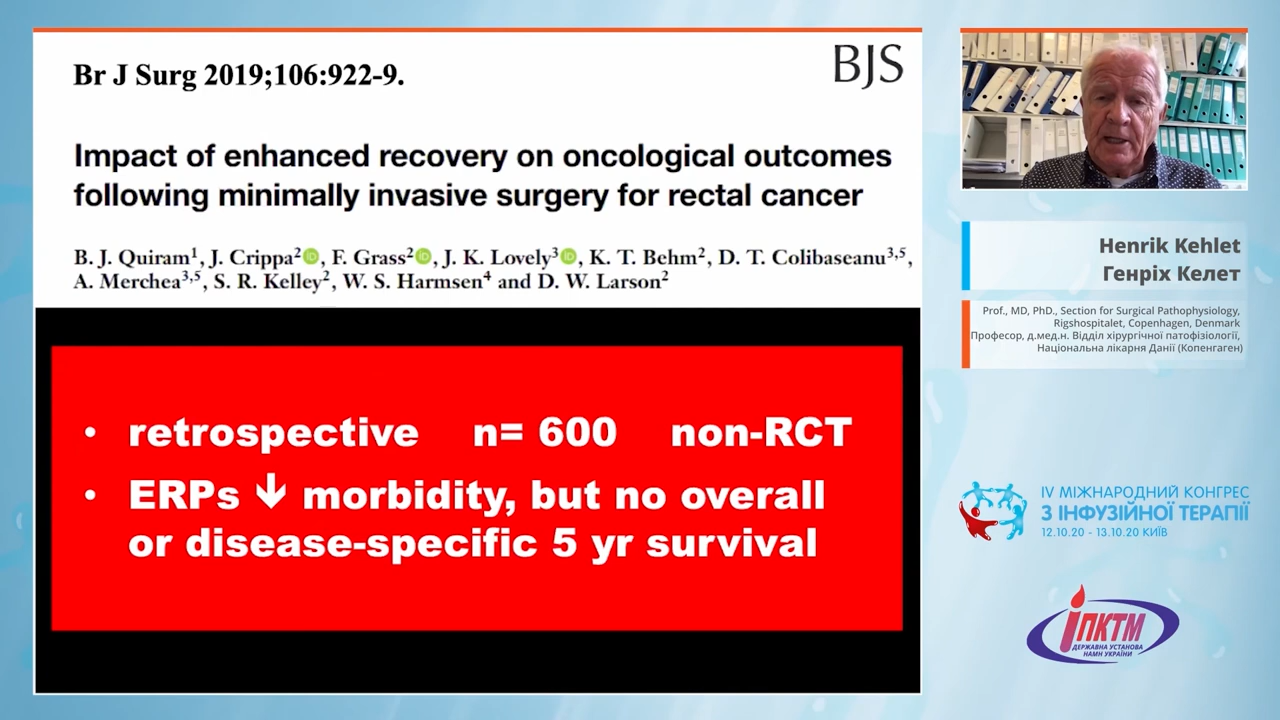 Br J Surg 2019;106:922-9.
BJS
Impact of enhanced recovery on oncological outcomes
following minimally invasive surgery for rectal cancer
B. J. Quiram¹, J. Crippa², F. Grass², J. K. Lovely³, K. T. Behm², D. T. Colibaseanu³,⁵,
A. Merchea³,⁵, S. R. Kelley², W. S. Harmsen⁴ and D. W. Larson²
• retrospective n= 600 non-RCT
• ERPs ↓ morbidity, but no overall
or disease-specific 5 yr survival
Henrik Kehlet
Генріх Келет
Prof., MD, PhD., Section for Surgical Pathophysiology,
Rigshospitalet, Copenhagen, Denmark
Професор, д.мед.н. Відділ хірургічної патофізіології,
Національна лікарня Данії (Копенгаген)
IV МІЖНАРОДНИЙ КОНГРЕС
З ІНФУЗІЙНОЇ ТЕРАПІЇ
12.10.20 - 13.10.20 КИЇВ
ІПКТМ
ДЕРЖАВНА УСТАНОВА
НАМН УКРАЇНИ